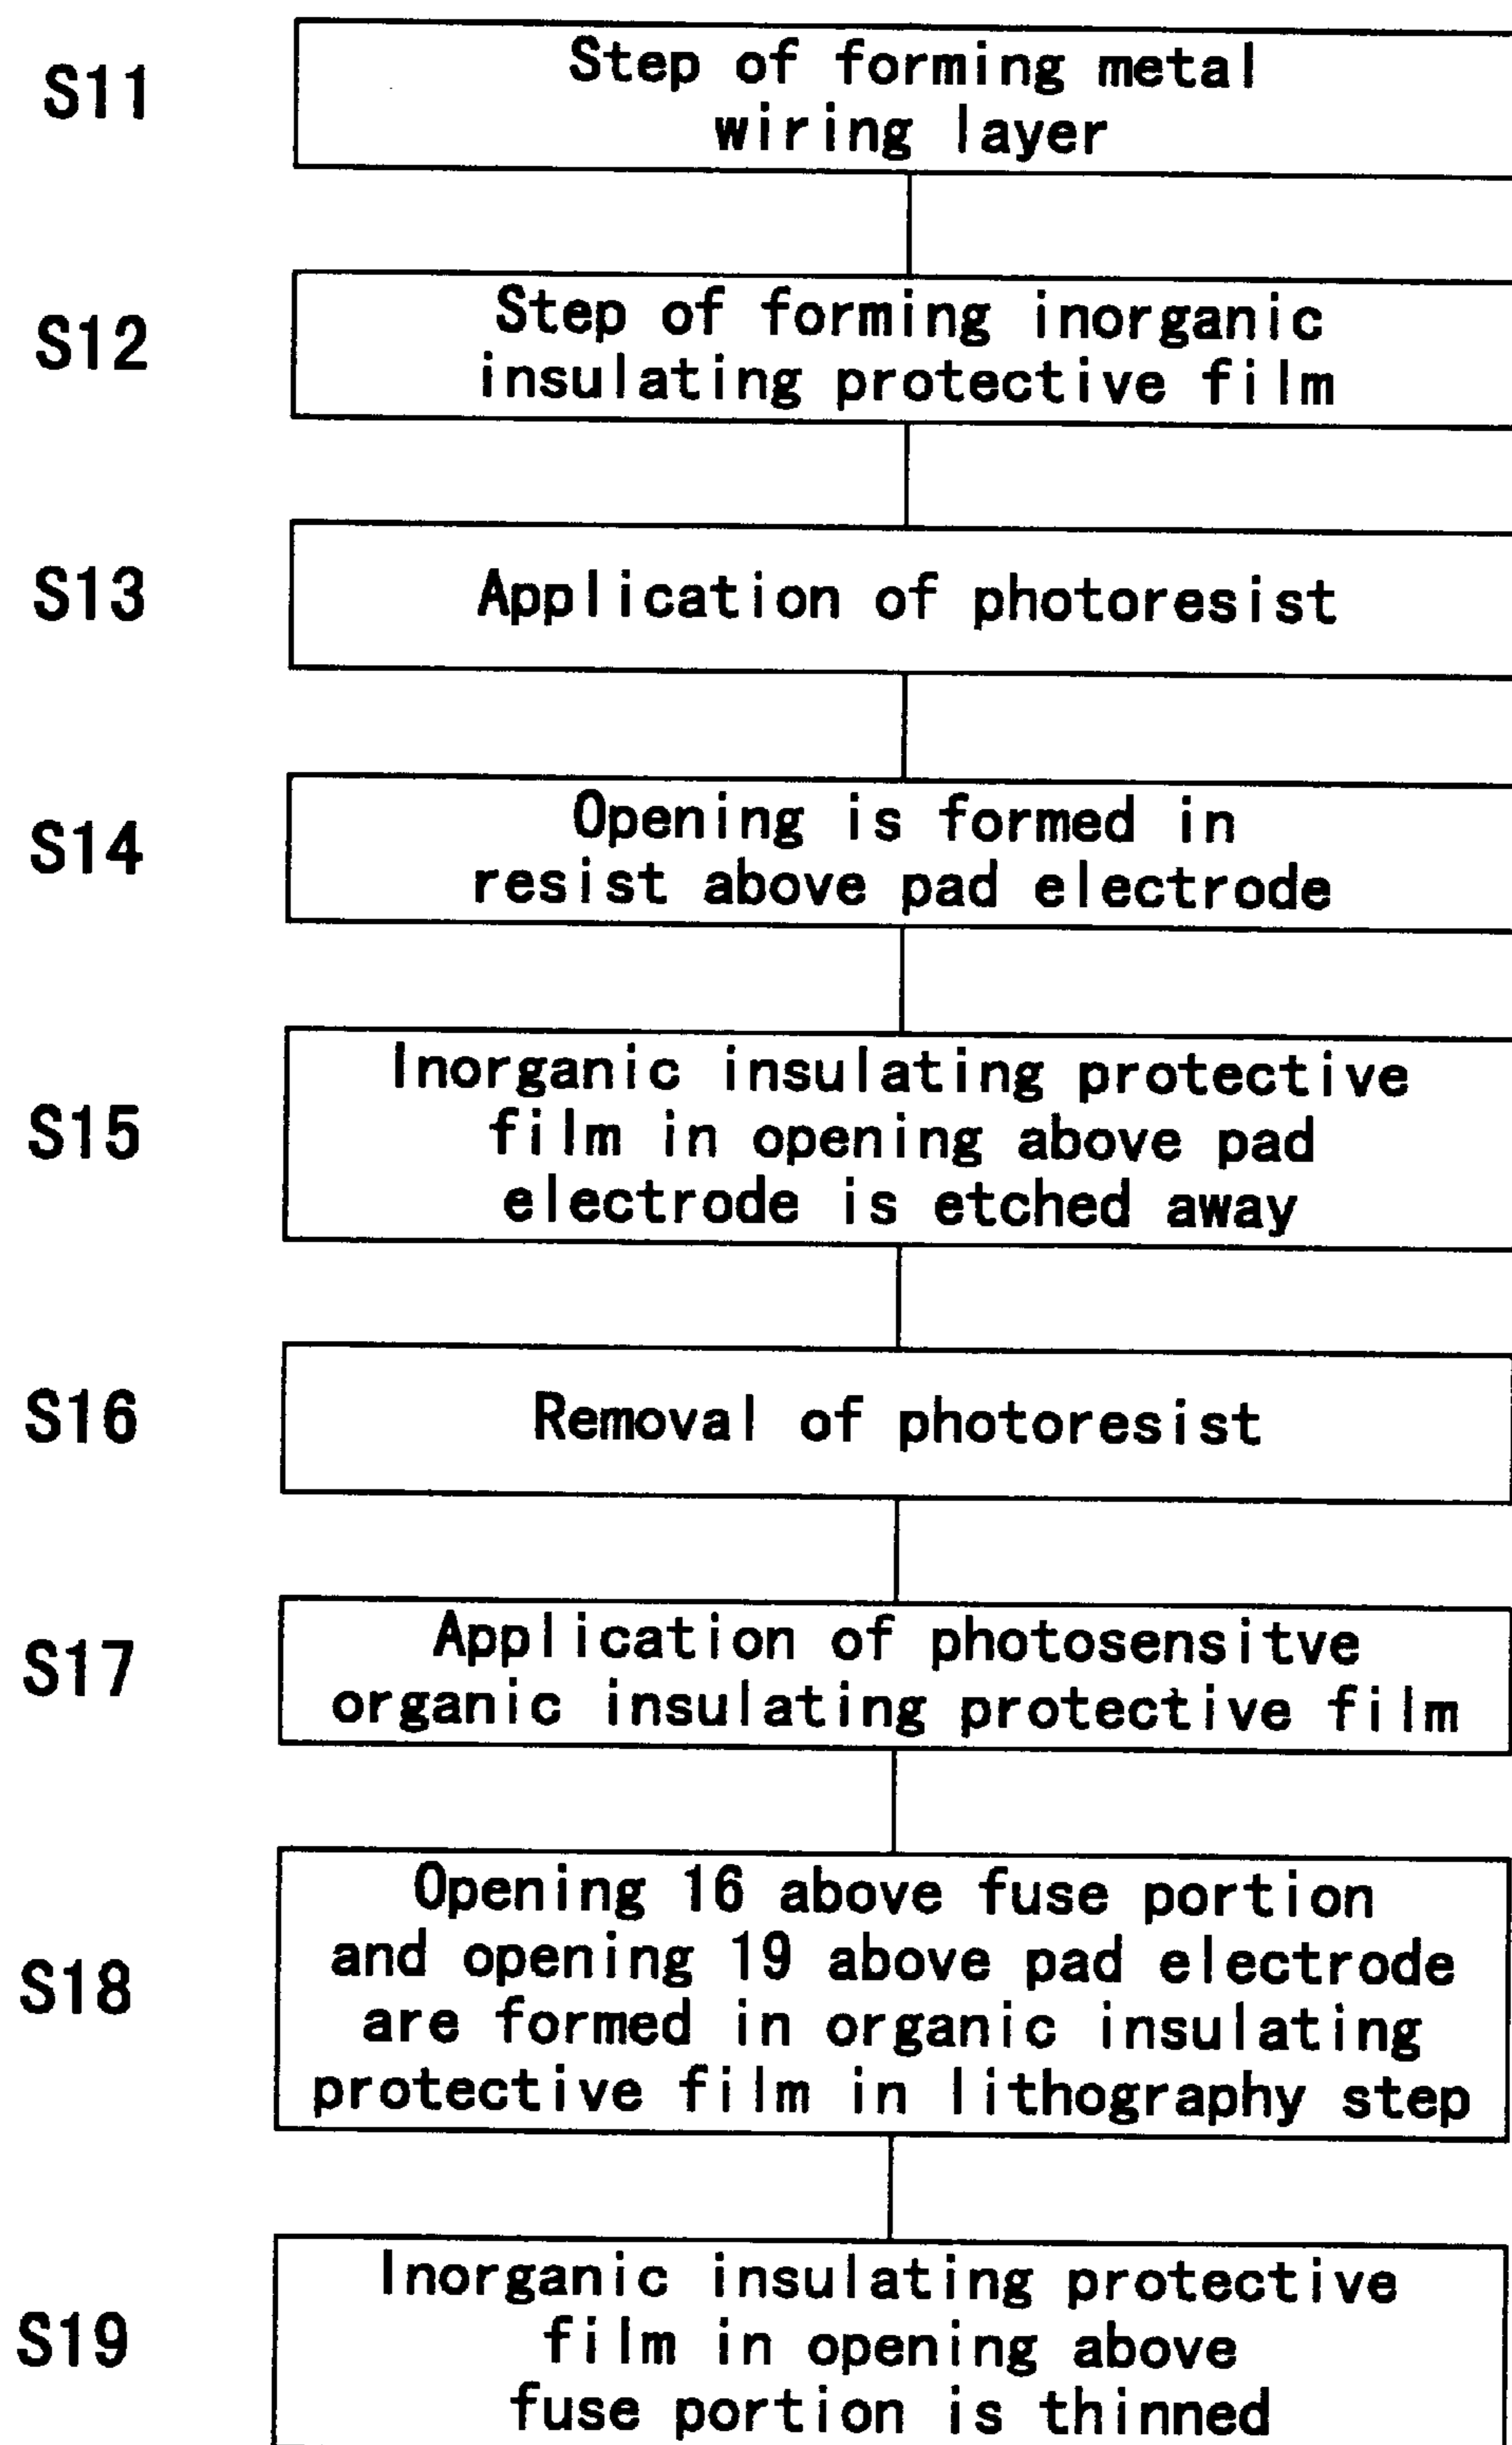 S11
Step of forming metal
wiring layer
S12
Step of forming inorganic
insulating protective film
S13
Application of photoresist
S14
Opening is formed in
resist above pad electrode
S15
Inorganic insulating protective
film in opening above pad
electrode is etched away
S16
Removal of photoresist
S17
Application of photosensitve
organic insulating protective film
S18
Opening 16 above fuse portion
and opening 19 above pad electrode
are formed in organic insulating
protective film in lithography step
S19
Inorganic insulating protective
film in opening above
fuse portion is thinned